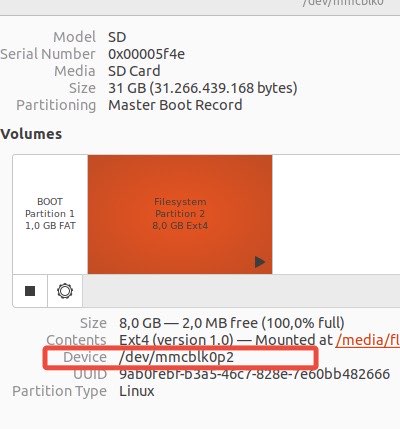 /dev/mmcblk0
Model SD
Serial Number 0x00005f4e
Media SD Card
Size 31 GB (31.266.439.168 bytes)
Partitioning Master Boot Record
Volumes
BOOT
Partition 1
1,0 GB FAT
Filesystem
Partition 2
8,0 GB Ext4
Size 8,0 GB — 2,0 MB free (100,0% full)
Contents Ext4 (version 1.0) — Mounted at /media/fl
Device /dev/mmcblk0p2
UUID 9ab0febf-b3a5-46c7-828e-7e60bb482666
Partition Type Linux